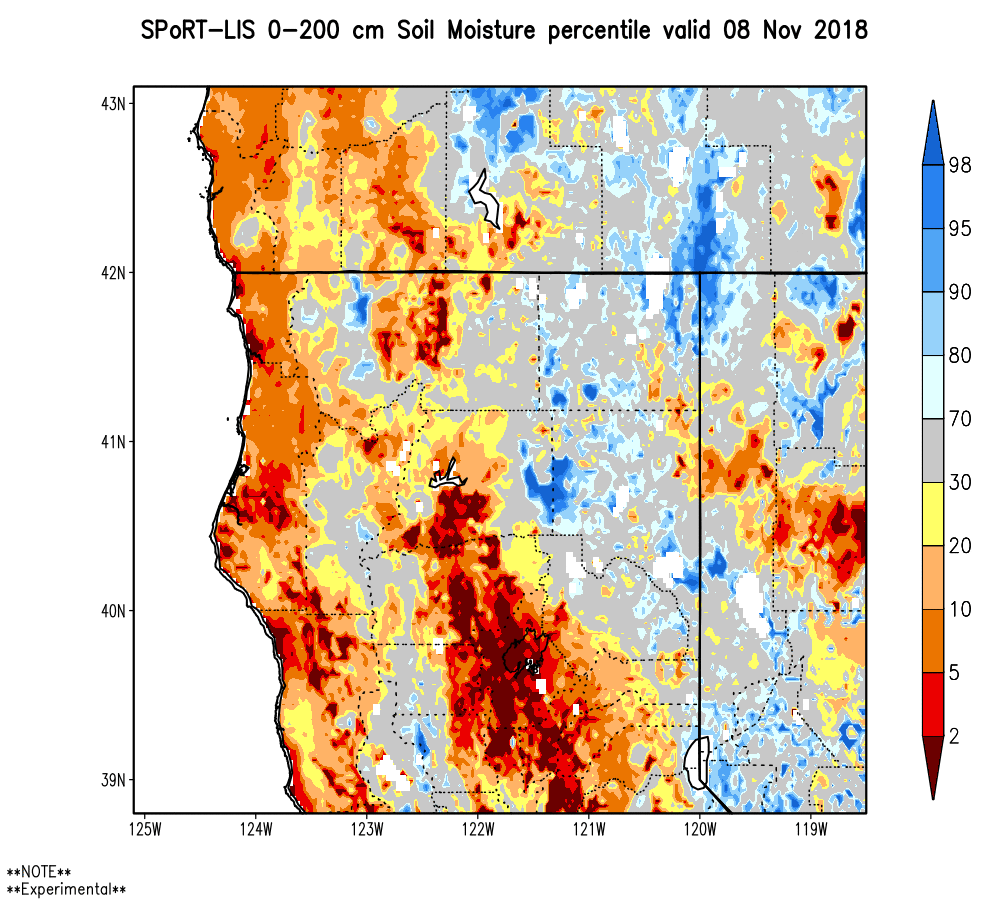 SPoRT-LIS 0-200 cm Soil Moisture percentile valid 08 Nov 2018
43N
42N
41N
40N
39N
125W 124W 123W 122W 121W 120W 119W
98
95
90
80
70
30
20
10
5
2
**NOTE**
**Experimental**